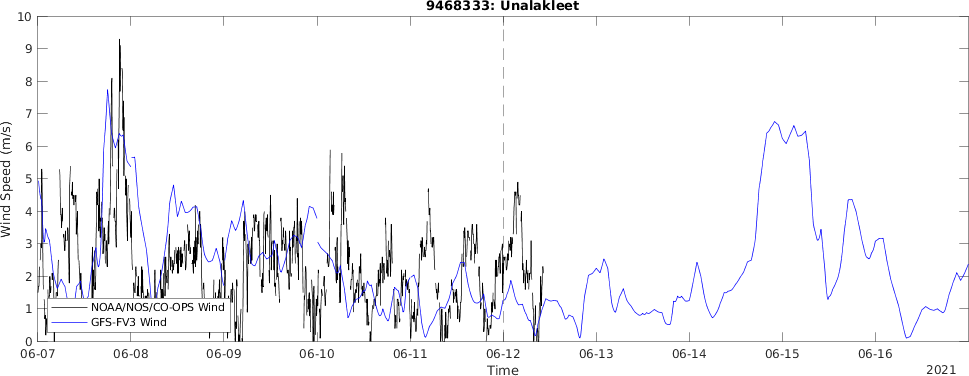 9468333: Unalakleet
10
9
8
7
6
5
4
3
2
1
0
Wind Speed (m/s)
NOAA/NOS/CO-OPS Wind
GFS-FV3 Wind
06-07 06-08 06-09 06-10 06-11 06-12 06-13 06-14 06-15 06-16
Time
2021